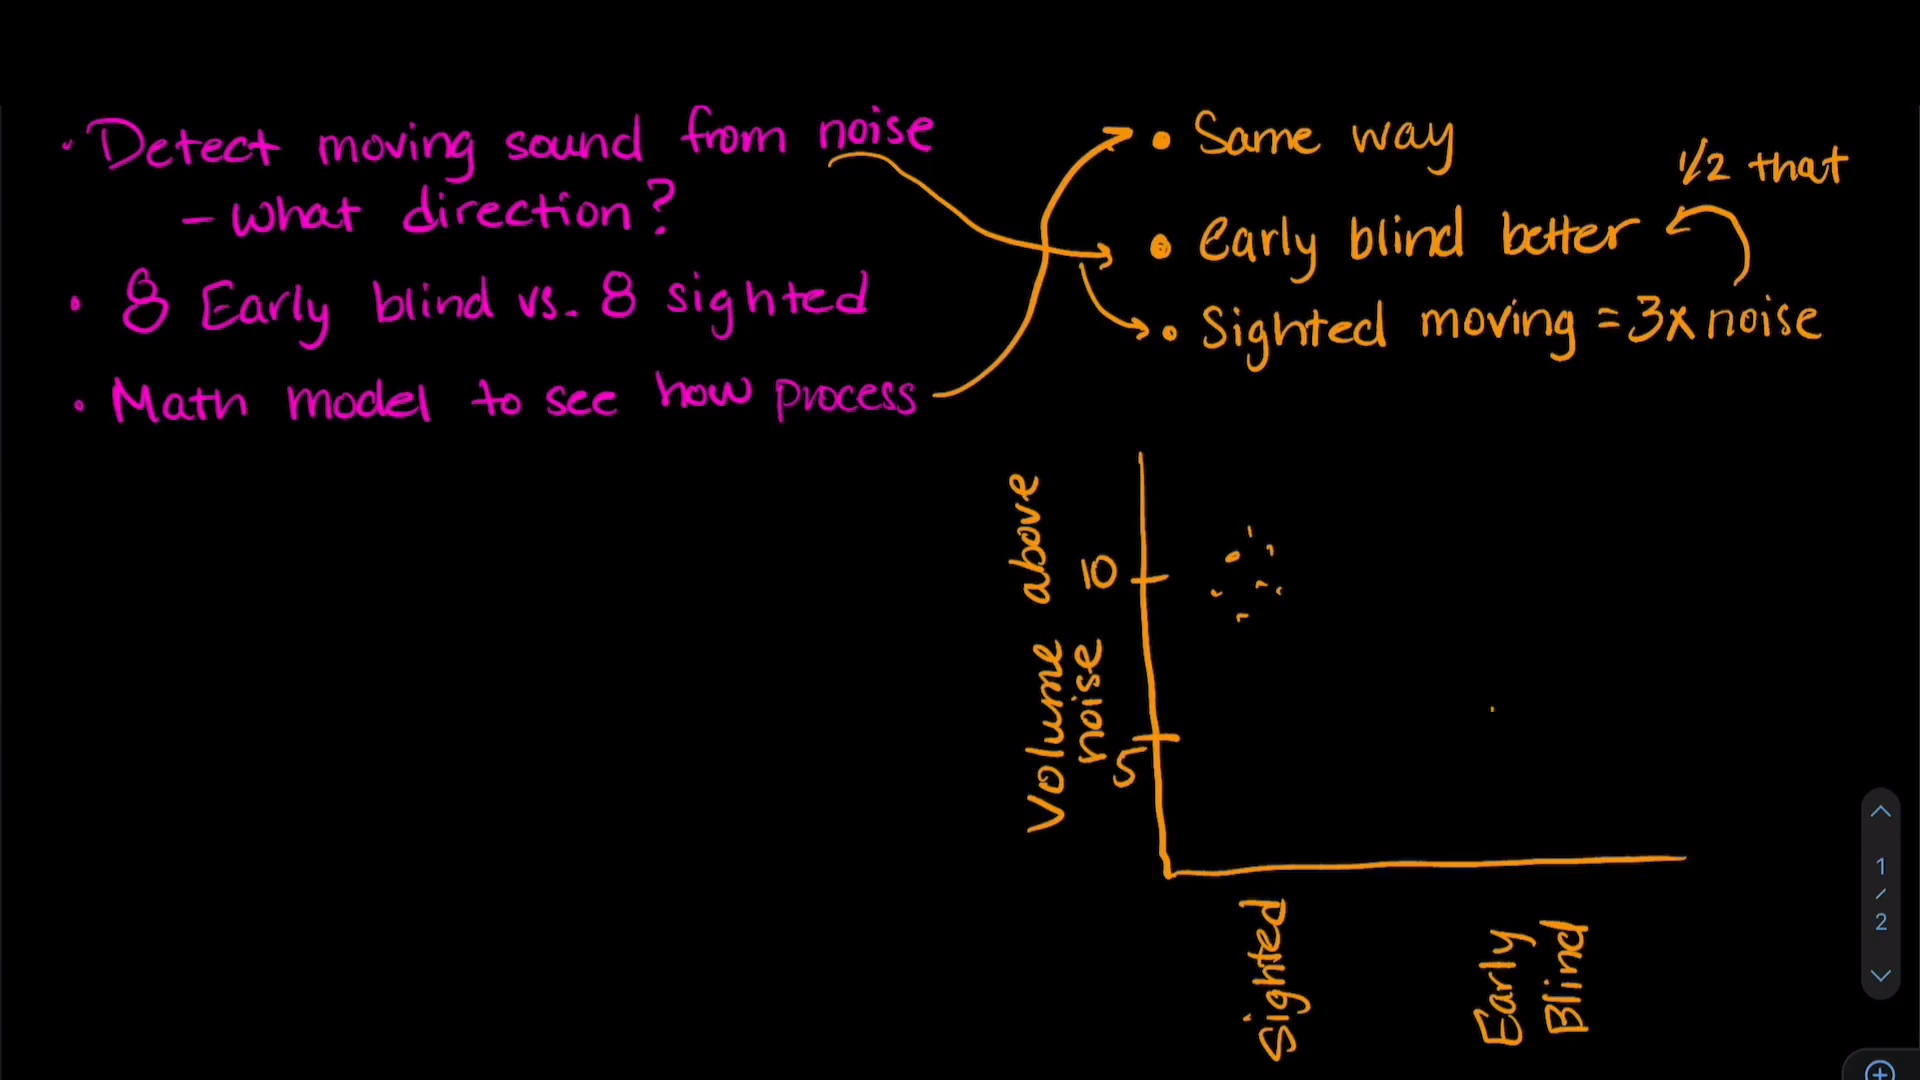 • Detect moving sound from noise
- what direction?
• 8 Early blind vs. 8 sighted
• Math model to see how process
• Same way
1/2 that
• Early blind better
• Sighted moving = 3x noise
Volume above
noise
10
5
Sighted
Early
Blind
1
/
2